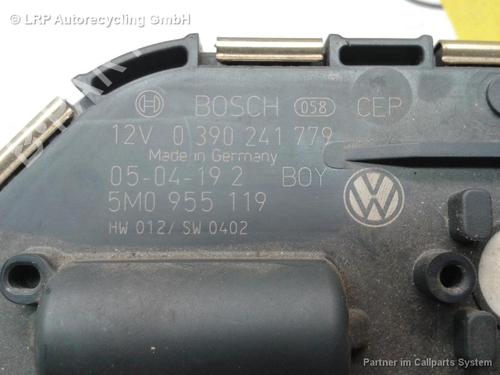 © LRP Autorecycling GmbH
BOSCH 058 CEP
12V 0 390 241 779
Made in Germany
05-04-19 2 BOY
5M0 955 119
HW 012/ SW 0402
Partner im Callparts System